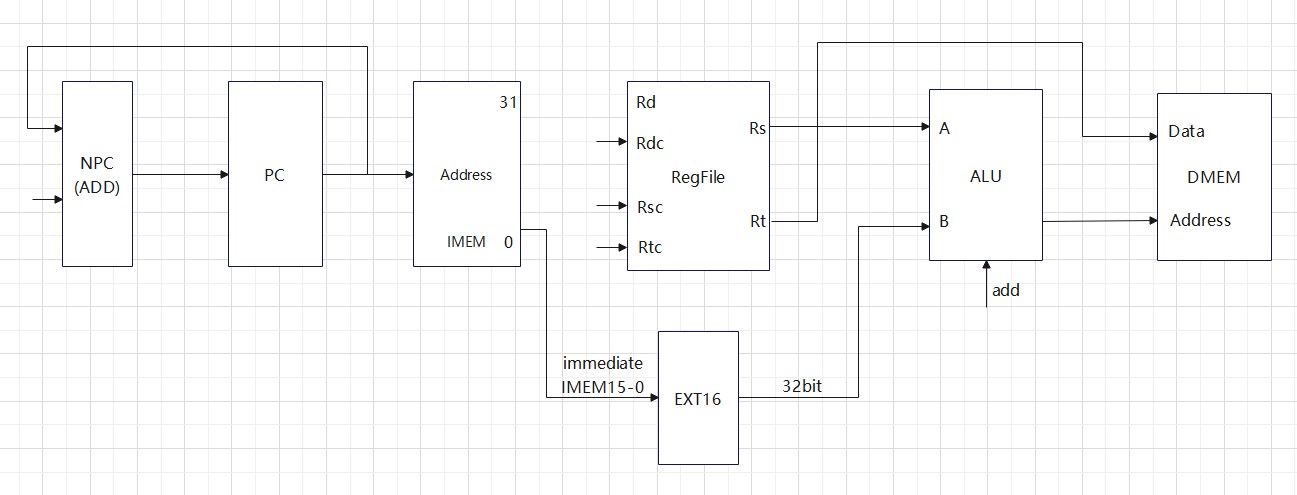 NPC
(ADD)
PC
31
Address
IMEM 0
Rd
Rdc
Rs
RegFile
Rsc
Rt
Rtc
A
ALU
B
add
Data
DMEM
Address
immediate
IMEM15-0
EXT16
32bit